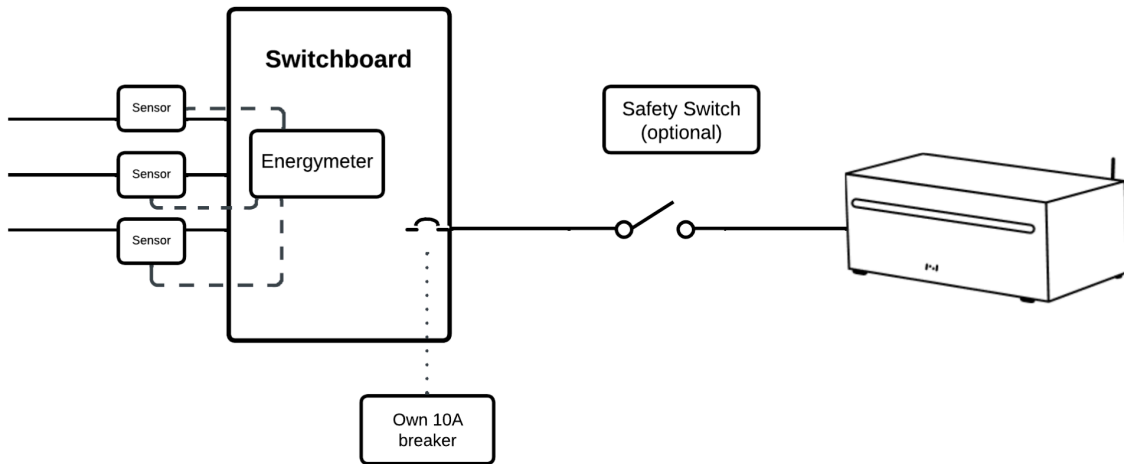 Switchboard
Sensor
Sensor
Sensor
Energymeter
Safety Switch
(optional)
Own 10A
breaker